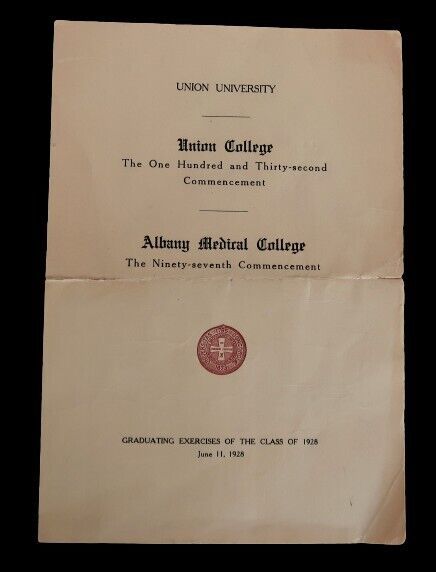 UNION UNIVERSITY
Union College
The One Hundred and Thirty-second
Commencement
Albany Medical College
The Ninety-seventh Commencement
GRADUATING EXERCISES OF THE CLASS OF 1928
June 11, 1928